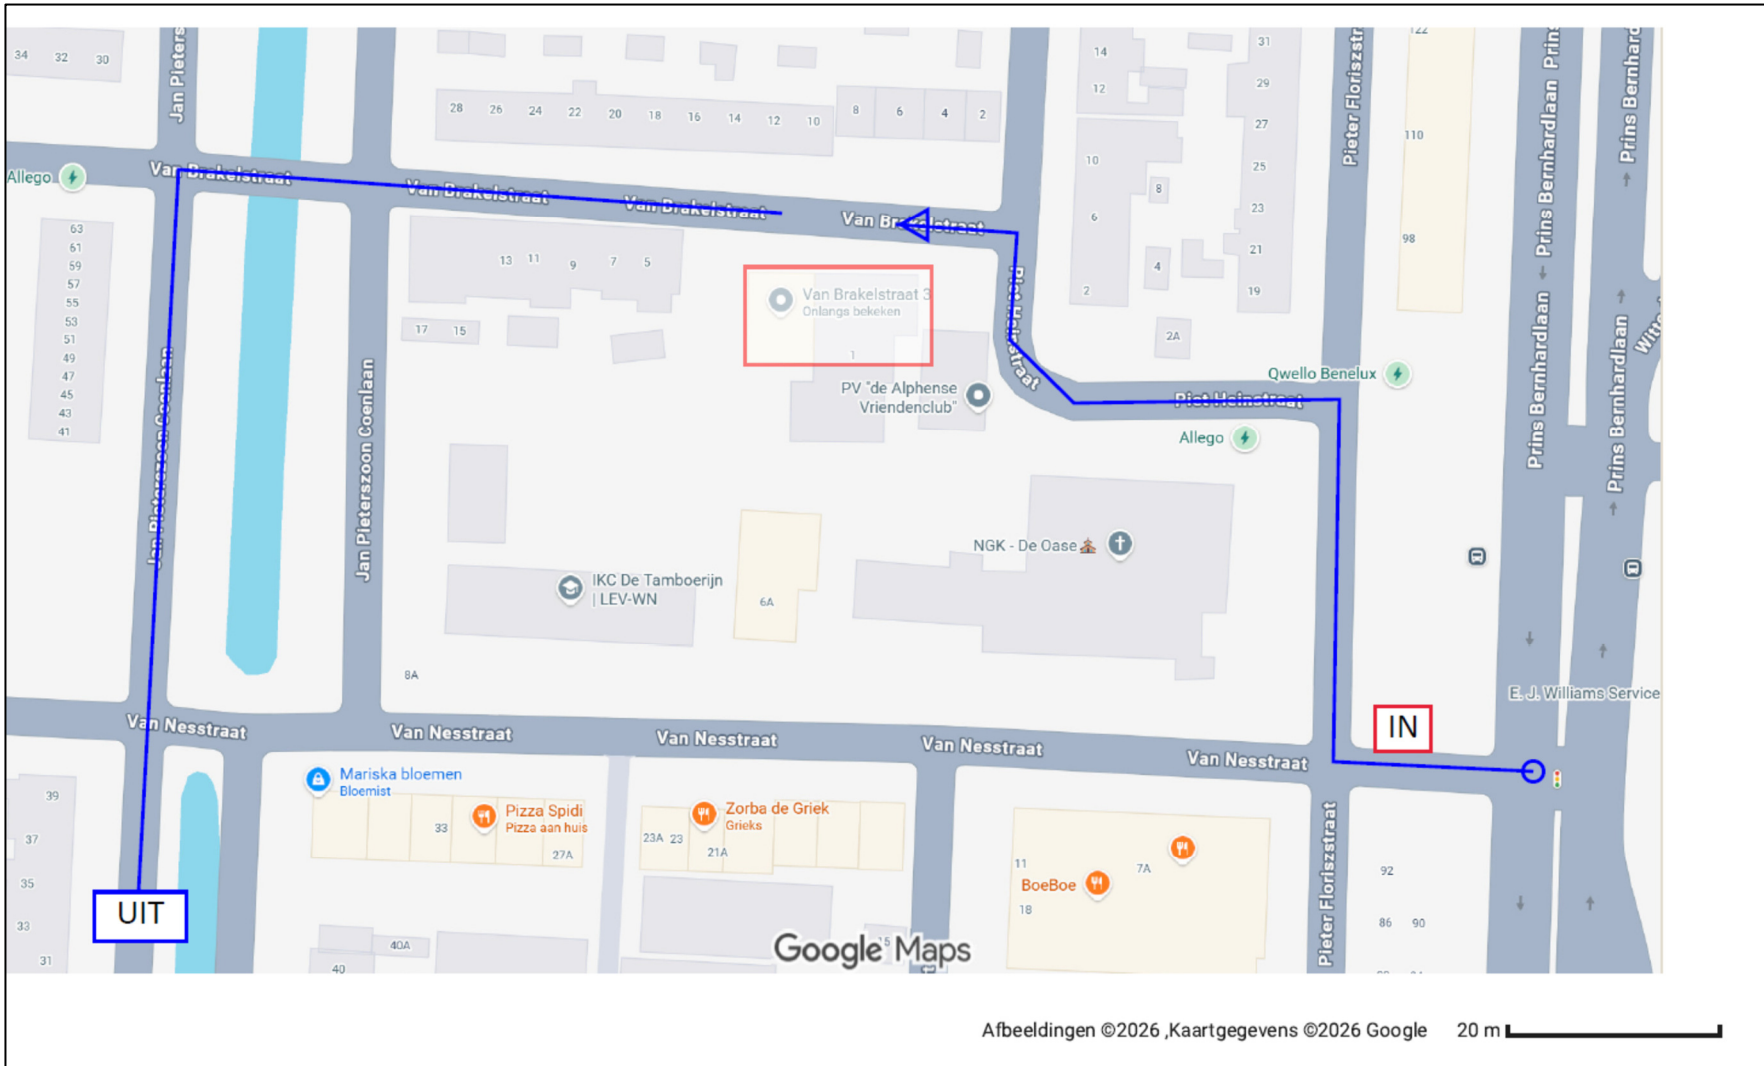 34 32 30
Jan Pieters
28 26 24 22 20 18 16 14 12 10
8 6 4 2
14
12
10
8
6
4
2
2A
31
29
27
25
23
21
19
Pieter Floriszstr
122
110
98
Prins Bernhardlaan
Prins Bernhardlaan
Prins
Prins Bernhard
Prins Bernhardlaan
Witte
Allego
Van Brakelstraat
Van Brakelstraat
Van Brakelstraat
Van Brakelstraat
63
61
59
57
55
53
51
49
47
45
43
41
13 11 9 7 5
17 15
Van Brakelstraat 3
Onlangs bekeken
1
PV "de Alphense
Vriendenclub"
Piet Heinstraat
Piet Heinstraat
Qwello Benelux
Allego
Jan Pieterszoon Coenlaan
Jan Pieterszoon Coenlaan
NGK - De Oase
IKC De Tamboerijn
| LEV-WN
6A
8A
E. J. Williams Service
IN
Van Nesstraat
Van Nesstraat
Van Nesstraat
Van Nesstraat
Van Nesstraat
Mariska bloemen
Bloemist
Pizza Spidi
Pizza aan huis
33
27A
Zorba de Griek
Grieks
23A 23
21A
39
37
35
33
31
UIT
40A
40
15
11
7A
BoeBoe
18
Pieter Floriszstraat
92
86 90
Google Maps
Afbeeldingen ©2026 ,Kaartgegevens ©2026 Google 20 m